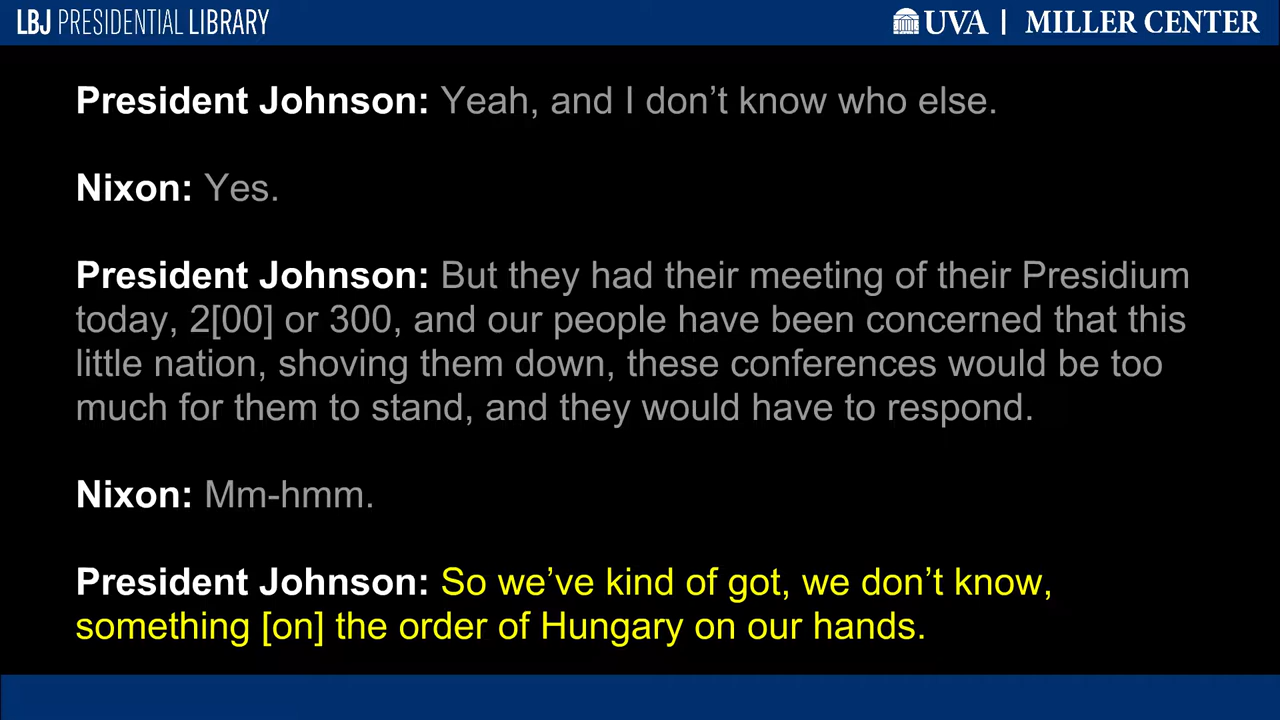 LBJ PRESIDENTIAL LIBRARY
UVA | MILLER CENTER
President Johnson: Yeah, and I don’t know who else.
Nixon: Yes.
President Johnson: But they had their meeting of their Presidium
today, 2[00] or 300, and our people have been concerned that this
little nation, shoving them down, these conferences would be too
much for them to stand, and they would have to respond.
Nixon: Mm-hmm.
President Johnson: So we’ve kind of got, we don’t know,
something [on] the order of Hungary on our hands.